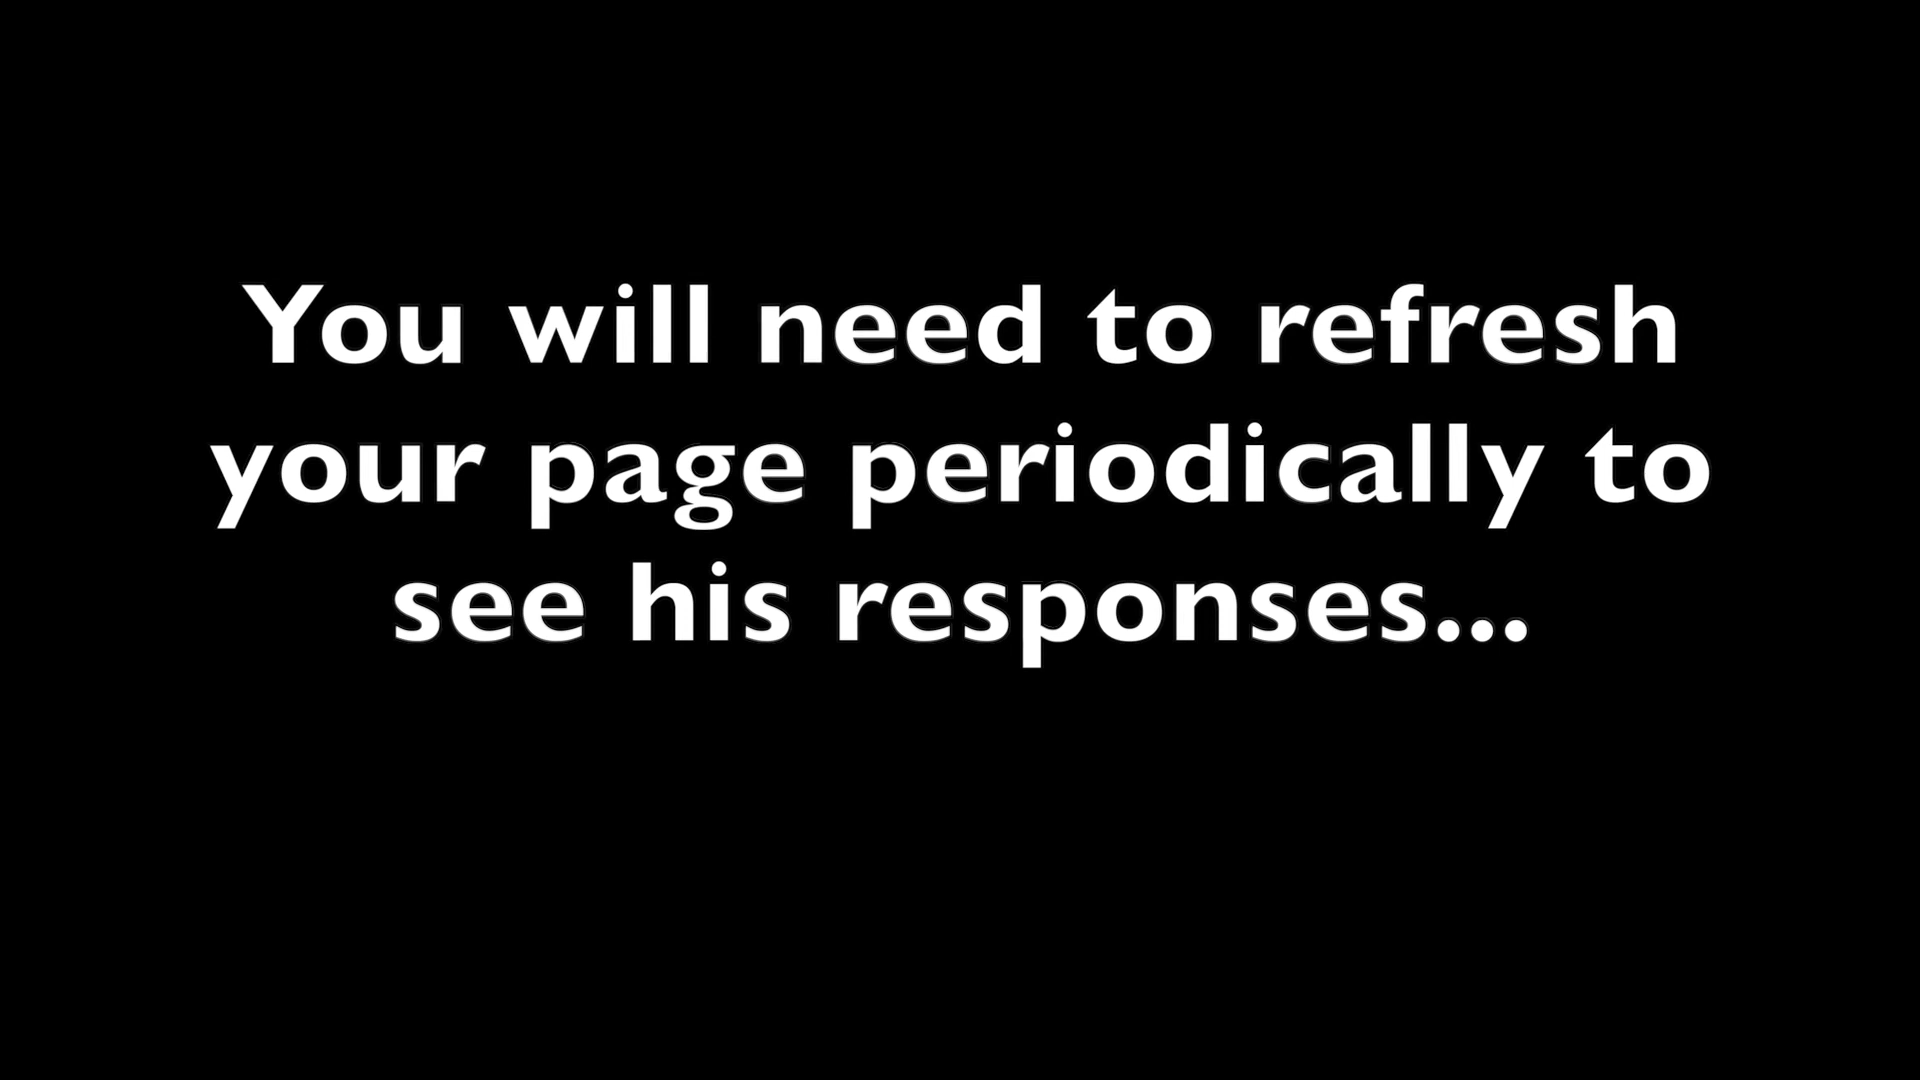 You will need to refresh
your page periodically to
see his responses...